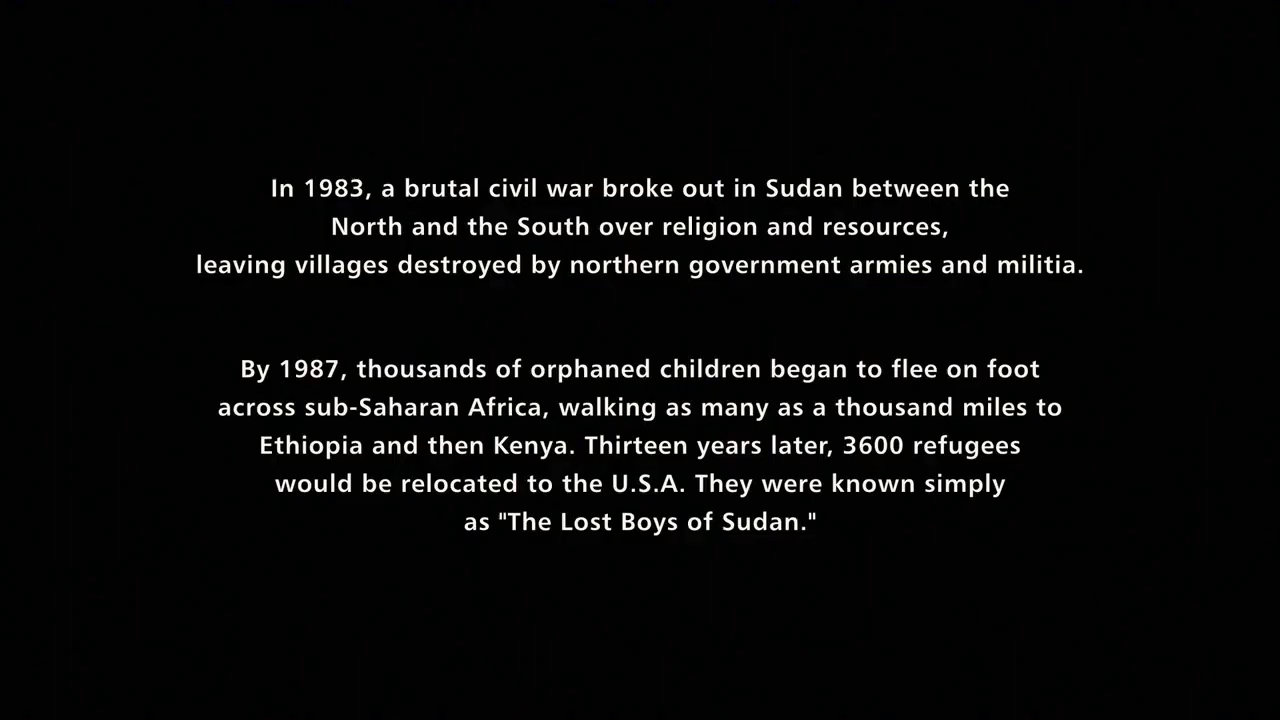 In 1983, a brutal civil war broke out in Sudan between the
North and the South over religion and resources,
leaving villages destroyed by northern government armies and militia.
By 1987, thousands of orphaned children began to flee on foot
across sub-Saharan Africa, walking as many as a thousand miles to
Ethiopia and then Kenya. Thirteen years later, 3600 refugees
would be relocated to the U.S.A. They were known simply
as "The Lost Boys of Sudan."